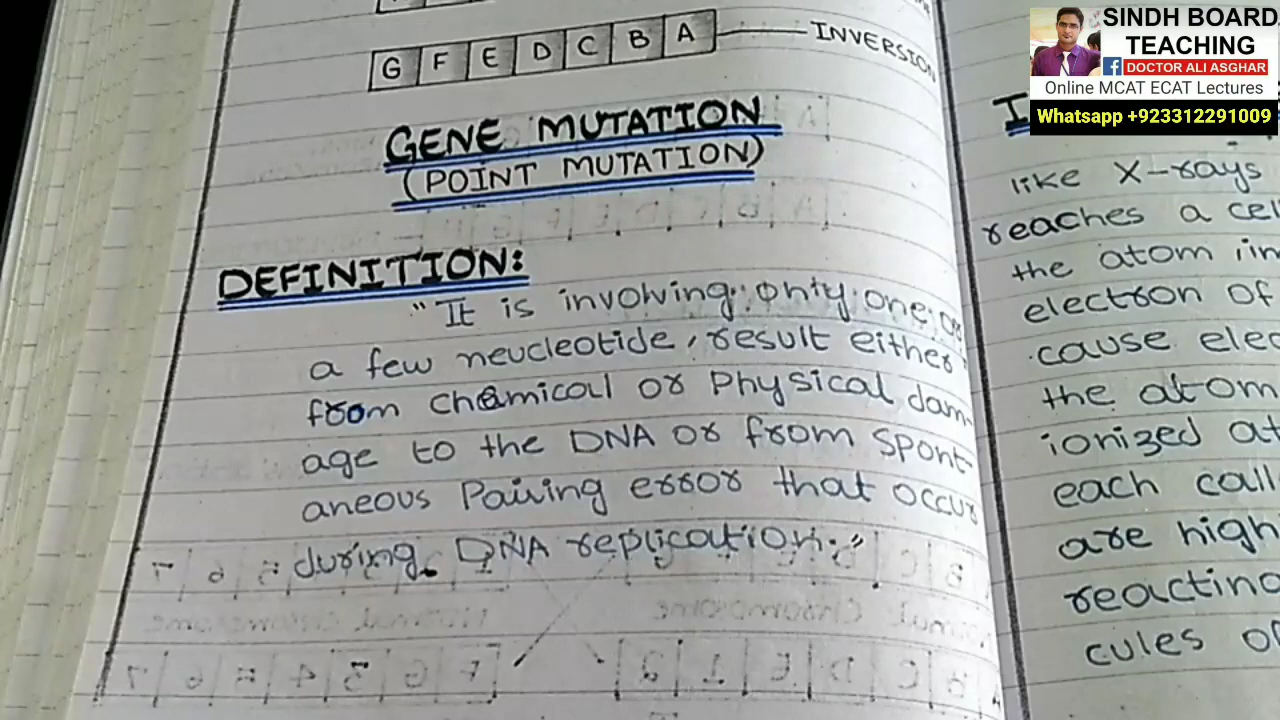 G F E D C B A INVERSION
GENE MUTATION
(POINT MUTATION)
DEFINITION:
"It is involving only one or
a few neucleotide, result either
from chemical or Physical dam-
age to the DNA or from spont-
aneous Pairing error that occur
during DNA replication."
like X-rays
reaches a cel
the atom
electron of
cause elec
the atom
ionized at
each call
are high
reacting
cules of
SINDH BOARD
TEACHING
f DOCTOR ALI ASGHAR
Online MCAT ECAT Lectures
Whatsapp +923312291009